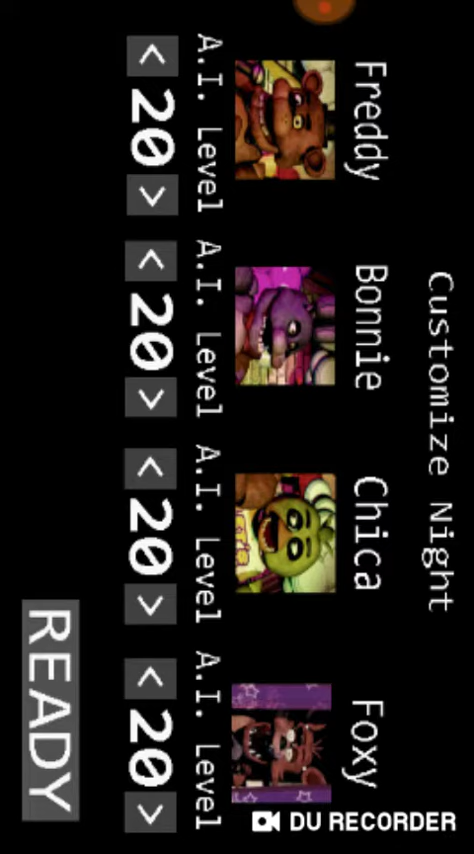 Customize Night
Freddy Bonnie Chica Foxy
A.I. Level A.I. Level A.I. Level A.I. Level
< 20 > < 20 > < 20 > < 20 >
READY
DU RECORDER